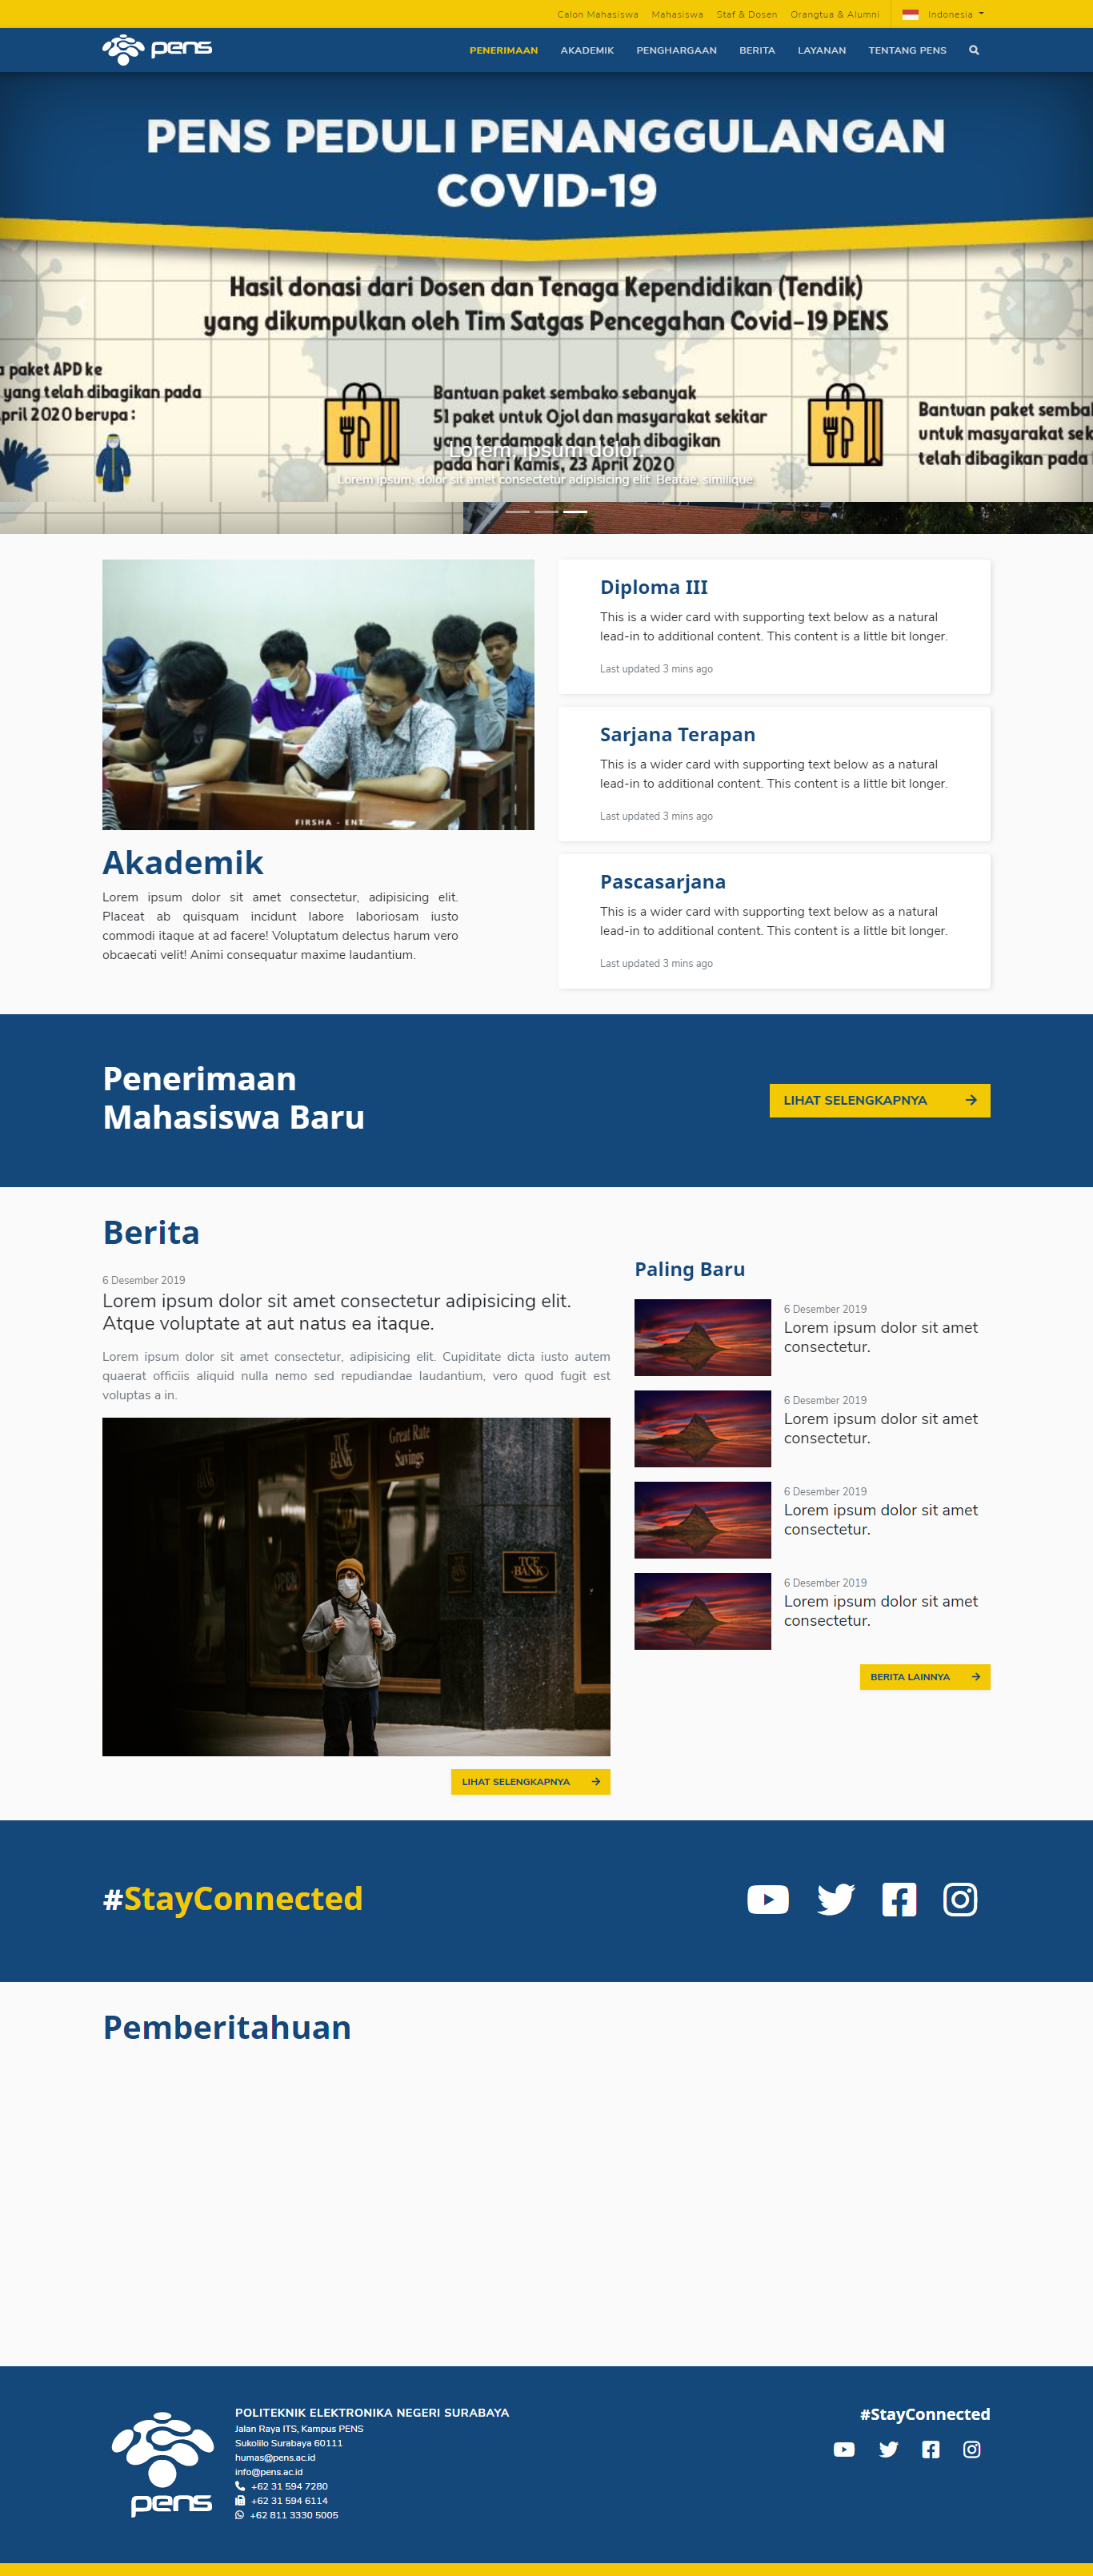 Calon Mahasiswa Mahasiswa Staf & Dosen Orangtua & Alumni Indonesia
pens
PENERIMAAN AKADEMIK PENGHARGAAN BERITA LAYANAN TENTANG PENS
PENS PEDULI PENANGGULANGAN
COVID-19
Hasil donasi dari Dosen dan Tenaga Kependidikan (Tendik)
yang dikumpulkan oleh Tim Satgas Pencegahan Covid-19 PENS
a paket APD ke
yang telah dibagikan pada
pril 2020 berupa :
Bantuan paket sembako sebanyak
51 paket untuk Ojol dan masyarakat sekitar
yang terdampak dan telah dibagikan
pada hari Kamis, 23 April 2020
Bantuan paket semba
untuk masyarakat sek
telah dibagikan pada
Lorem, ipsum dolor.
Lorem ipsum, dolor sit amet consectetur adipisicing elit. Beatae, similique.
FIRSHA - ENT
Akademik
Lorem ipsum dolor sit amet consectetur, adipisicing elit.
Placeat ab quisquam incidunt labore laboriosam iusto
commodi itaque at ad facere! Voluptatum delectus harum vero
obcaecati velit! Animi consequatur maxime laudantium.
Diploma III
This is a wider card with supporting text below as a natural
lead-in to additional content. This content is a little bit longer.
Last updated 3 mins ago
Sarjana Terapan
This is a wider card with supporting text below as a natural
lead-in to additional content. This content is a little bit longer.
Last updated 3 mins ago
Pascasarjana
This is a wider card with supporting text below as a natural
lead-in to additional content. This content is a little bit longer.
Last updated 3 mins ago
Penerimaan
Mahasiswa Baru
LIHAT SELENGKAPNYA
Berita
6 Desember 2019
Lorem ipsum dolor sit amet consectetur adipisicing elit.
Atque voluptate at aut natus ea itaque.
Lorem ipsum dolor sit amet consectetur, adipisicing elit. Cupiditate dicta iusto autem
quaerat officiis aliquid nulla nemo sed repudiandae laudantium, vero quod fugit est
voluptas a in.
TCF
BANK
Great Rate
Savings
OPEN
TCF
BANK
LIHAT SELENGKAPNYA
Paling Baru
6 Desember 2019
Lorem ipsum dolor sit amet
consectetur.
6 Desember 2019
Lorem ipsum dolor sit amet
consectetur.
6 Desember 2019
Lorem ipsum dolor sit amet
consectetur.
6 Desember 2019
Lorem ipsum dolor sit amet
consectetur.
BERITA LAINNYA
#StayConnected
Pemberitahuan
pens
POLITEKNIK ELEKTRONIKA NEGERI SURABAYA
Jalan Raya ITS, Kampus PENS
Sukolilo Surabaya 60111
humas@pens.ac.id
info@pens.ac.id
+62 31 594 7280
+62 31 594 6114
+62 811 3330 5005
#StayConnected